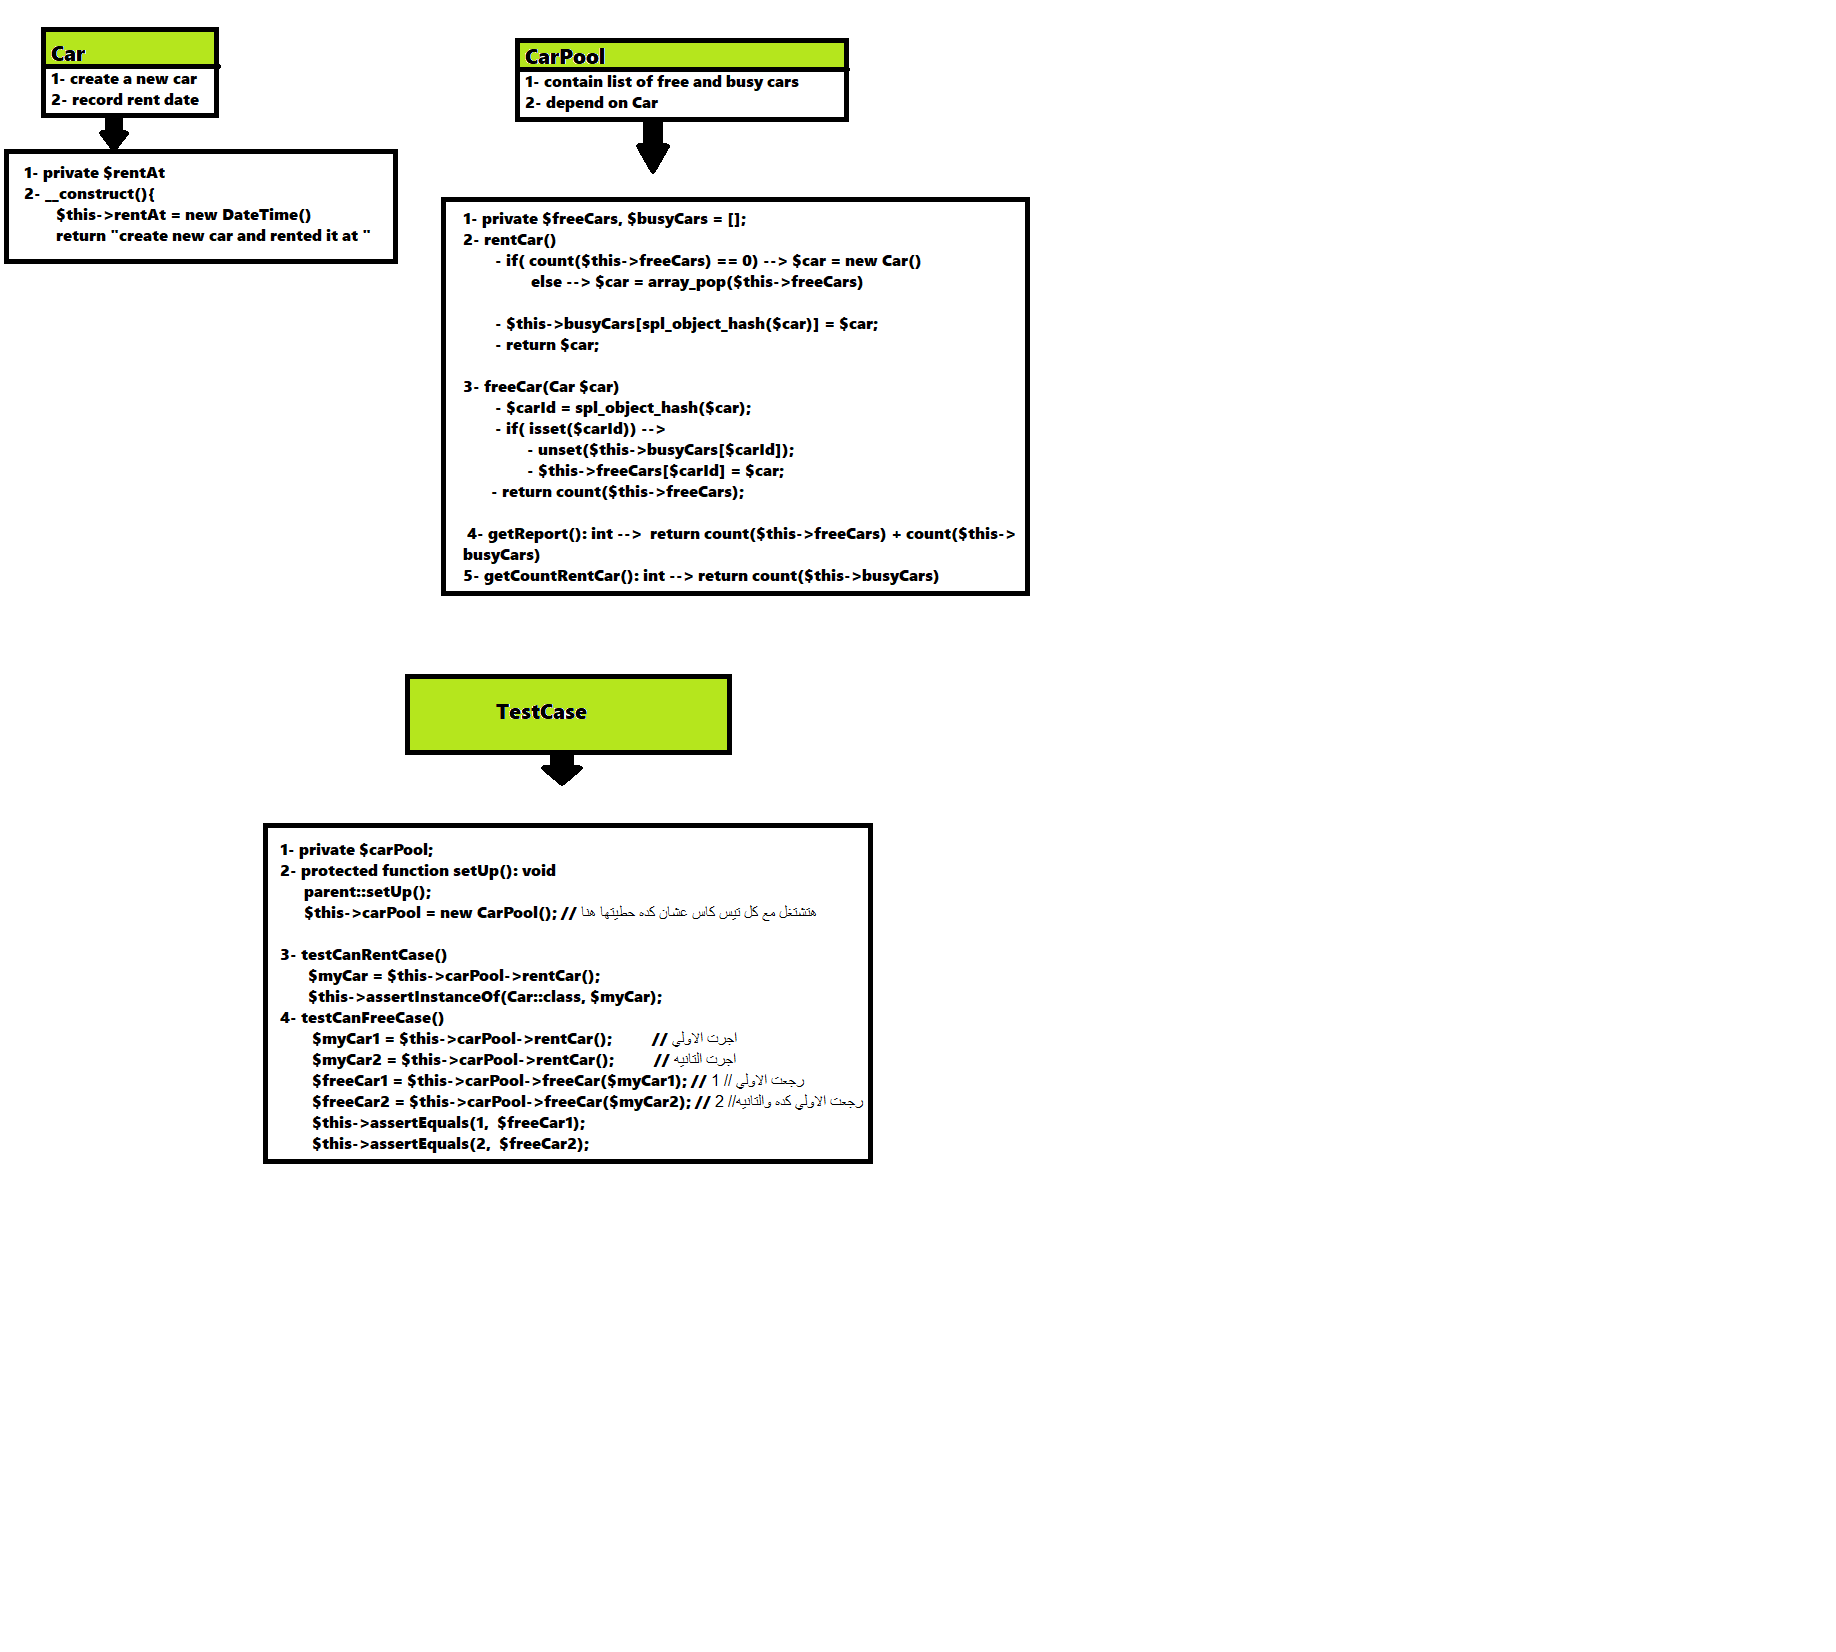 Car
1- create a new car
2- record rent date
1- private $rentAt
2- __construct(){
$this->rentAt = new DateTime()
return "create new car and rented it at "
CarPool
1- contain list of free and busy cars
2- depend on Car
1- private $freeCars, $busyCars = [];
2- rentCar()
- if( count($this->freeCars) == 0) --> $car = new Car()
else --> $car = array_pop($this->freeCars)
- $this->busyCars[spl_object_hash($car)] = $car;
- return $car;
3- freeCar(Car $car)
- $carId = spl_object_hash($car);
- if( isset($carId)) -->
- unset($this->busyCars[$carId]);
- $this->freeCars[$carId] = $car;
- return count($this->freeCars);
4- getReport(): int --> return count($this->freeCars) + count($this->
busyCars)
5- getCountRentCar(): int --> return count($this->busyCars)
TestCase
1- private $carPool;
2- protected function setUp(): void
parent::setUp();
$this->carPool = new CarPool(); // هتشتغل مع كل تيس كاس عشان كده حطيتها هنا
3- testCanRentCase()
$myCar = $this->carPool->rentCar();
$this->assertInstanceOf(Car::class, $myCar);
4- testCanFreeCase()
$myCar1 = $this->carPool->rentCar(); // اجرت الاولي
$myCar2 = $this->carPool->rentCar(); // اجرت التانيه
$freeCar1 = $this->carPool->freeCar($myCar1); // 1 // رجعت الاولي
$freeCar2 = $this->carPool->freeCar($myCar2); // 2 //رجعت الاولي كده والتانيه
$this->assertEquals(1, $freeCar1);
$this->assertEquals(2, $freeCar2);